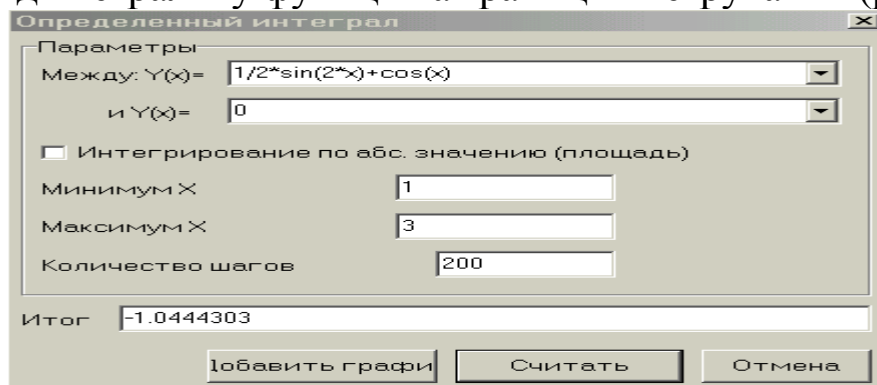 Определенный интеграл
Параметры
Между: Y(x)= 1/2*sin(2*x)+cos(x)
и Y(x)= 0
Интегрирование по абс. значению (площадь)
Минимум X 1
Максимум X 3
Количество шагов 200
Итог -1.0444303
Считать Отмена